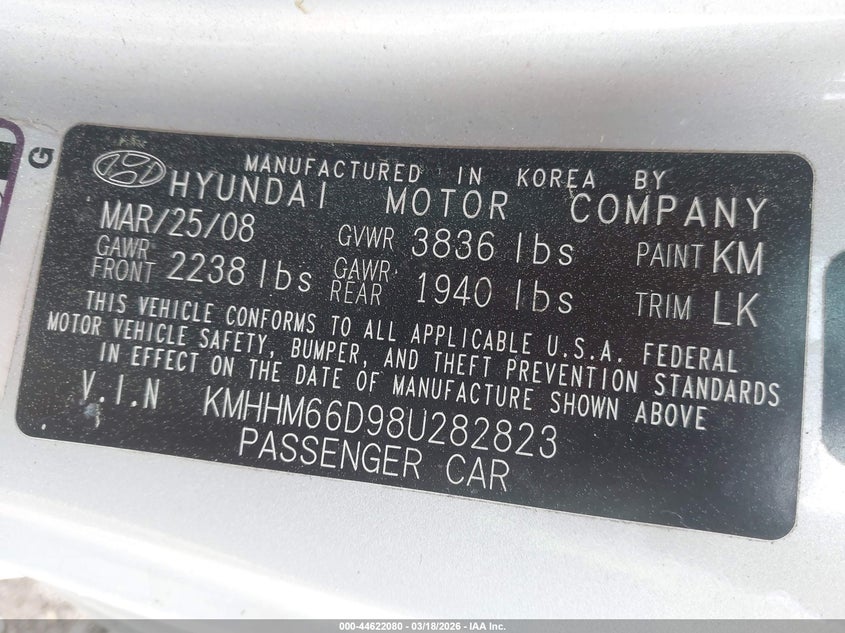 G
MANUFACTURED IN KOREA BY
HYUNDAI MOTOR COMPANY
MAR/25/08 GVWR 3836 lbs PAINT KM
GAWR FRONT 2238 lbs GAWR REAR 1940 lbs TRIM LK
THIS VEHICLE CONFORMS TO ALL APPLICABLE U.S.A. FEDERAL
MOTOR VEHICLE SAFETY, BUMPER, AND THEFT PREVENTION STANDARDS
IN EFFECT ON THE DATE OF MANUFACTURE SHOWN ABOVE
V.I.N KMHHM66D98U282823
PASSENGER CAR
000-44622080 - 03/18/2026 - IAA Inc.